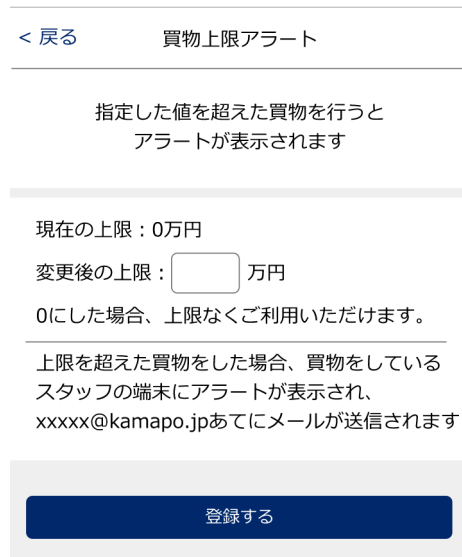 < 戻る
買物上限アラート
指定した値を超えた買物を行うと
アラートが表示されます
現在の上限：0万円
変更後の上限： 万円
0にした場合、上限なくご利用いただけます。
上限を超えた買物をした場合、買物をしている
スタッフの端末にアラートが表示され、
xxxxx@kamapo.jpあてにメールが送信されます
登録する